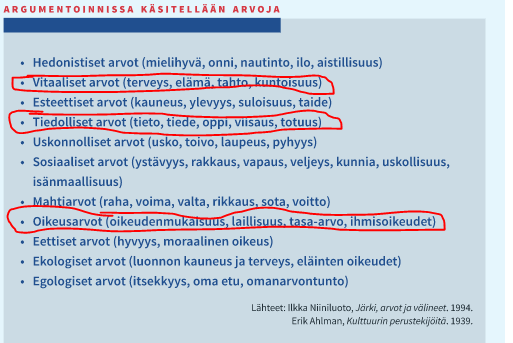 ARGUMENTOINNISSA KÄSITELLÄÄN ARVOJA
• Hedonistiset arvot (mielihyvä, onni, nautinto, ilo, aistillisuus)
• Vitaaliset arvot (terveys, elämä, tahto, kuntoisuus)
• Esteettiset arvot (kauneus, ylevyys, suloisuus, taide)
• Tiedolliset arvot (tieto, tiede, oppi, viisaus, totuus)
• Uskonnolliset arvot (usko, toivo, laupeus, pyhyys)
• Sosiaaliset arvot (ystävyys, rakkaus, vapaus, veljeys, kunnia, uskollisuus,
isänmaallisuus)
• Mahtiarvot (raha, voima, valta, rikkaus, sota, voitto)
• Oikeusarvot (oikeudenmukaisuus, laillisuus, tasa-arvo, ihmisoikeudet)
• Eettiset arvot (hyvyys, moraalinen oikeus)
• Ekologiset arvot (luonnon kauneus ja terveys, eläinten oikeudet)
• Egologiset arvot (itsekkyys, oma etu, omanarvontunto)
Lähteet: Ilkka Niiniluoto, Järki, arvot ja välineet. 1994.
Erik Ahlman, Kulttuurin perustekijöitä. 1939.